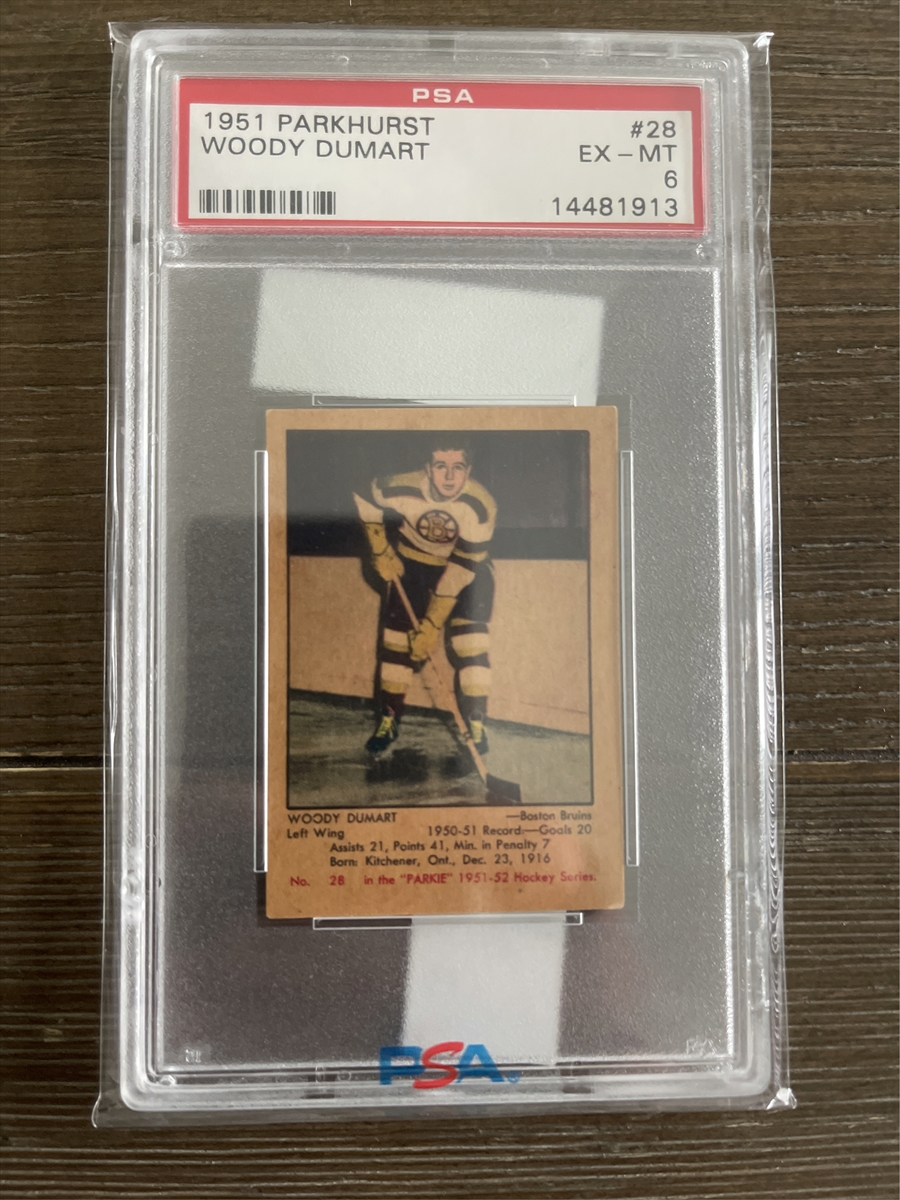 PSA
1951 PARKHURST #28
WOODY DUMART EX - MT
6
14481913
B
WOODY DUMART —Boston Bruins
Left Wing 1950-51 Record:—Goals 20
Assists 21, Points 41, Min. in Penalty 7
Born: Kitchener, Ont., Dec. 23, 1916
No. 28 in the "PARKIE" 1951-52 Hockey Series.
PSA®